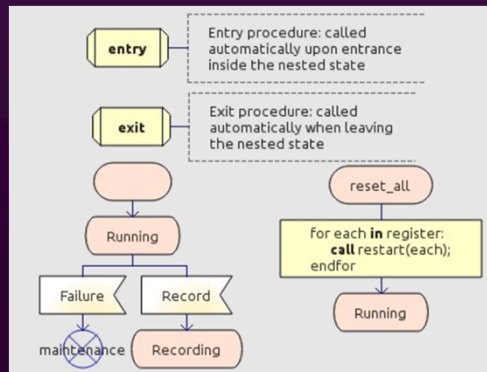 entry
Entry procedure: called
automatically upon entrance
inside the nested state
exit
Exit procedure: called
automatically when leaving
the nested state
Running
Failure
Record
maintenance
Recording
reset_all
for each in register:
call restart(each);
endfor
Running